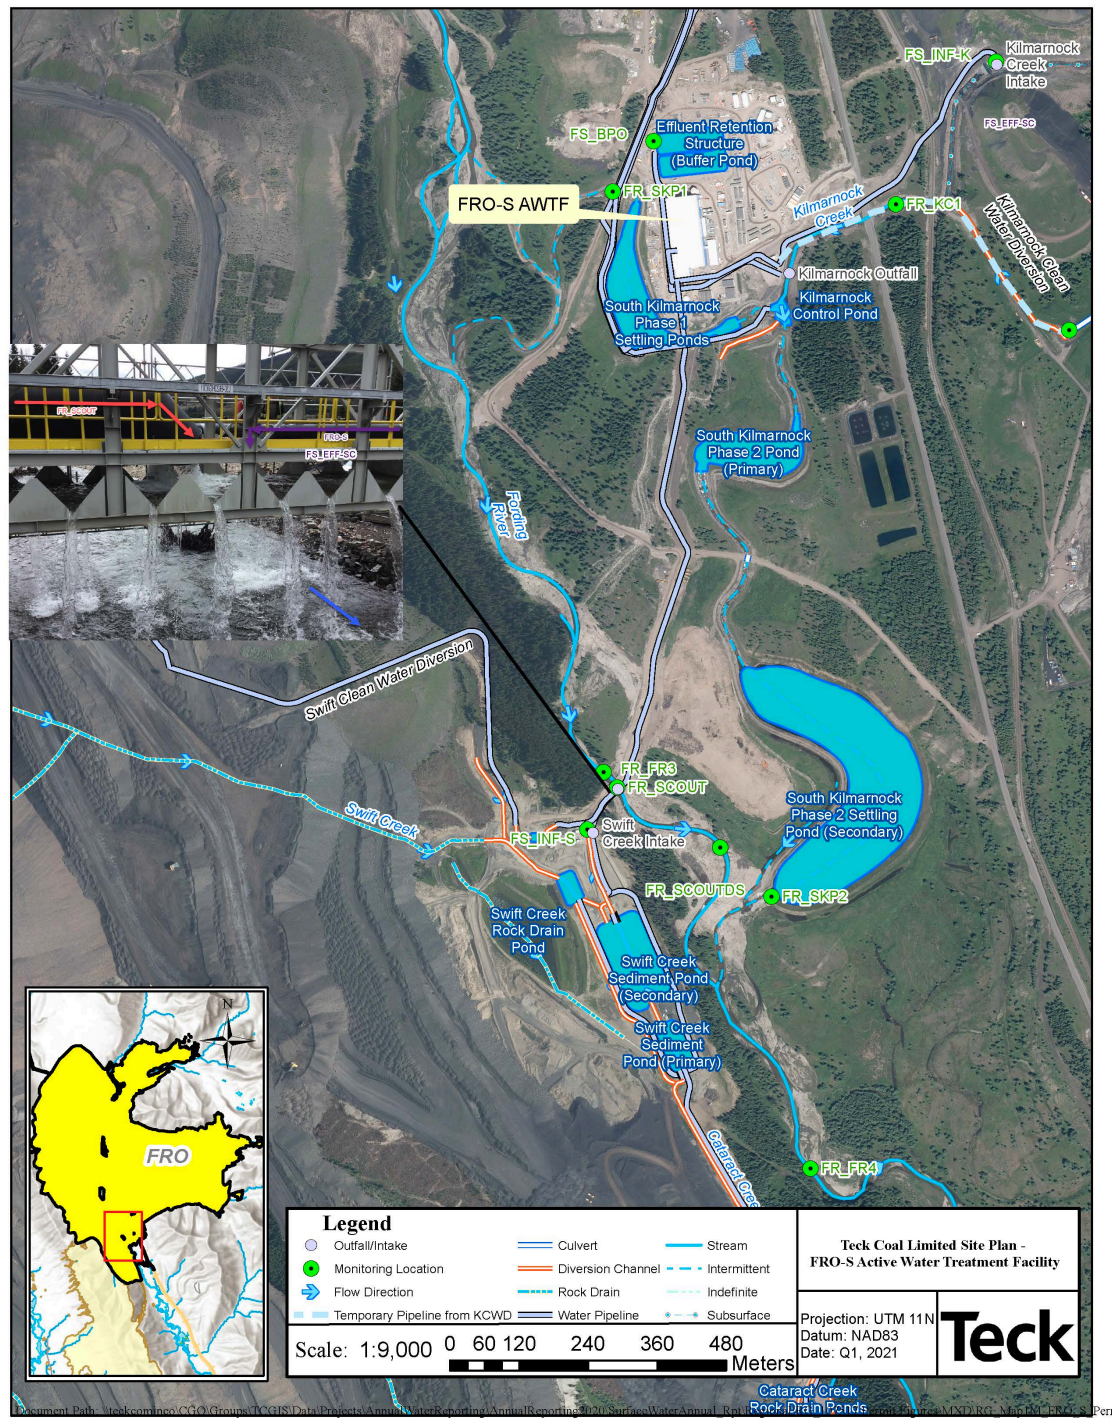 Kilmarnock
Creek
Intake
FS_INF-K
FS_EFF-SC
FS_BPO
Effluent Retention
Structure
(Buffer Pond)
FR_SKP1
FRO-S AWTF
Kilmarnock
Creek
FR_KC1
Kilmarnock Clean
Water Diversion
Kilmarnock Outfall
South Kilmarnock
Phase 1
Settling Ponds
Kilmarnock
Control Pond
FR_SCOUT
FRO-S
FS_EFF-SC
South Kilmarnock
Phase 2 Pond
(Primary)
Fording
River
Swift Clean Water Diversion
FR_FR3
FR_SCOUT
Swift Creek
FS_INF-S
Swift
Creek Intake
South Kilmarnock
Phase 2 Settling
Pond (Secondary)
FR_SCOUTDS
FR_SKP2
Swift Creek
Rock Drain
Pond
Swift Creek
Sediment Pond
(Secondary)
Swift Creek
Sediment
Pond (Primary)
N
FRO
Cataract Cree
FR_FR4
Legend
Outfall/Intake
Monitoring Location
Flow Direction
Temporary Pipeline from KCWD
Culvert
Diversion Channel
Rock Drain
Water Pipeline
Stream
Intermittent
Indefinite
Subsurface
Scale: 1:9,000
0 60 120 240 360 480
Meters
Teck Coal Limited Site Plan -
FRO-S Active Water Treatment Facility
Projection: UTM 11N
Datum: NAD83
Date: Q1, 2021
Teck
Cataract Creek
Rock Drain Ponds